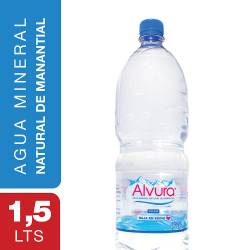 AGUA MINERAL
NATURAL DE MANANTIAL
1,5
LTS
Alvura
BAJA EN SODIO